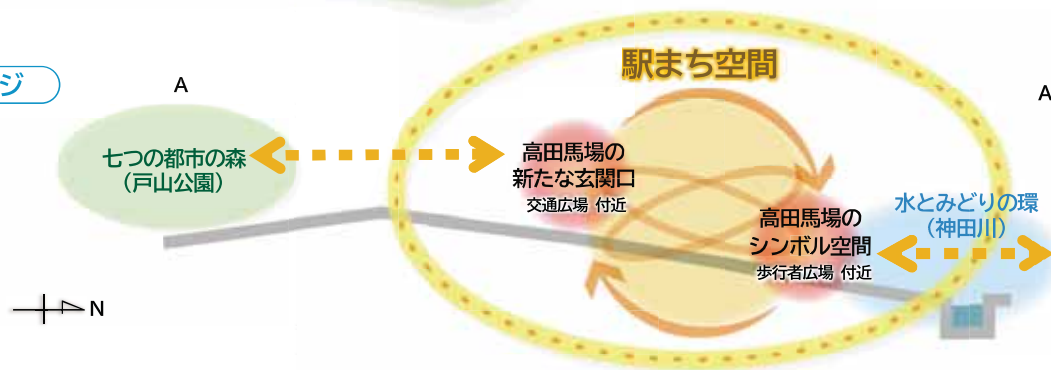 駅まち空間
ジ
A
A
七つの都市の森
(戸山公園)
高田馬場の
新たな玄関口
交通広場 付近
高田馬場の
シンボル空間
歩行者広場 付近
水とみどりの環
(神田川)
N